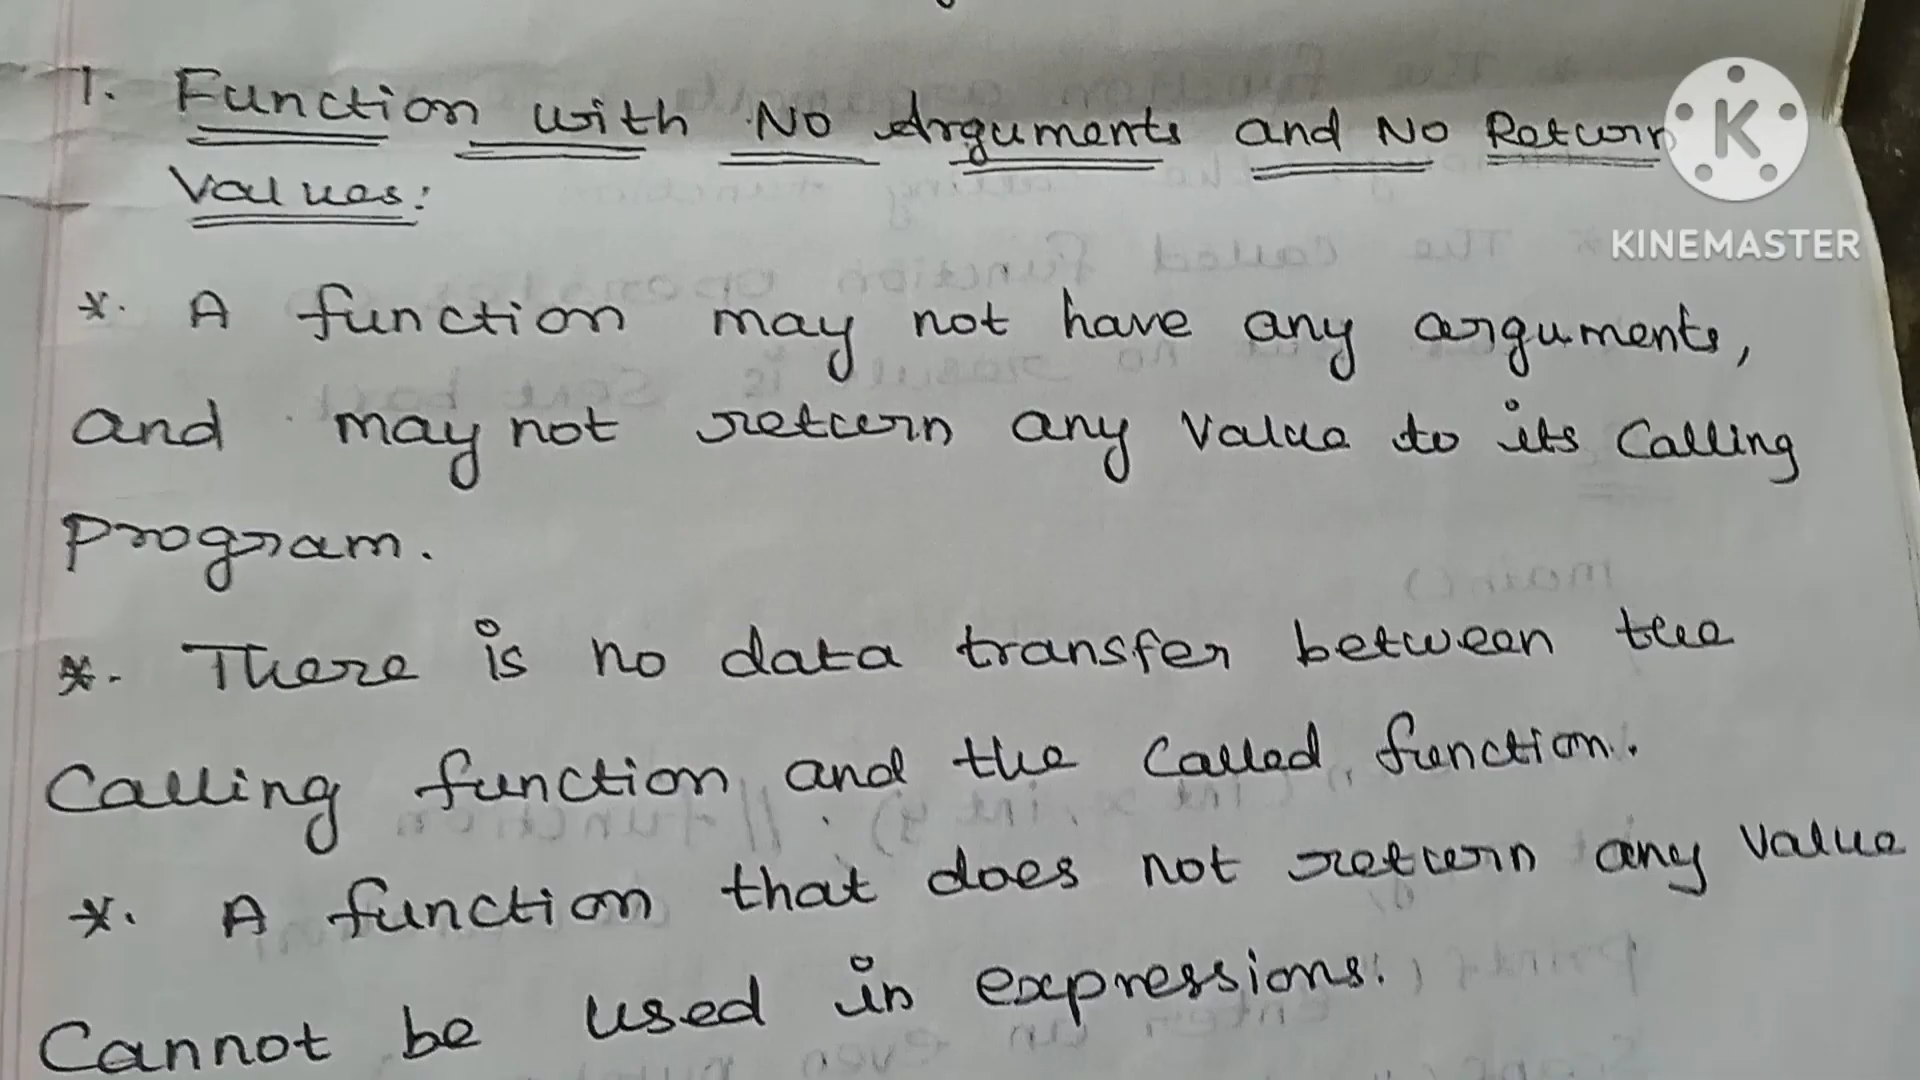 1. Function with No Arguments and No Return
Values:
*. A function may not have any arguments,
and may not return any value to its Calling
program.
*. There is no data transfer between the
Calling function and the Called function.
*. A function that does not return any value
Cannot be used in expressions.
K
KINEMASTER